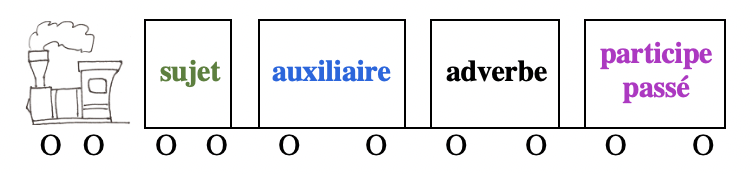 sujet
auxiliaire
adverbe
participe
passé
O O O O O O O O O O